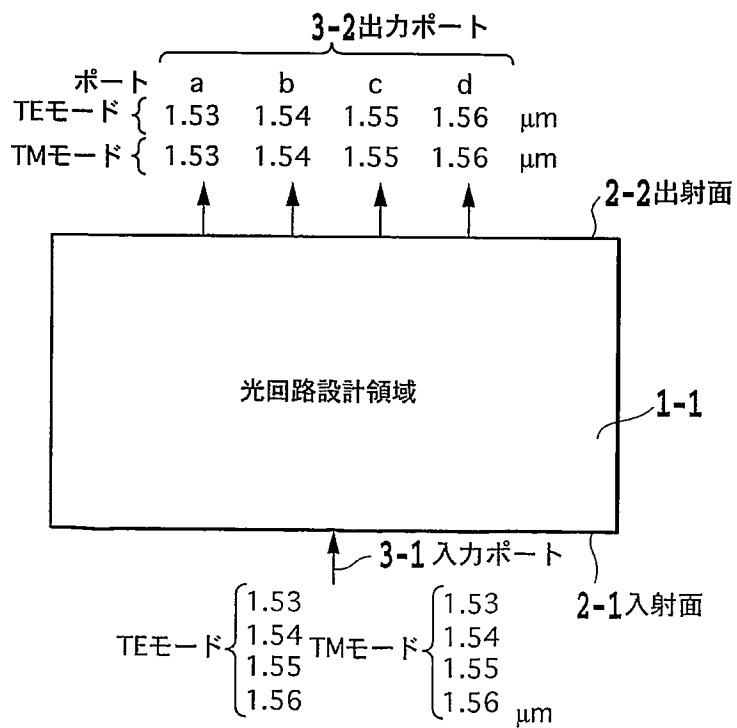 3-2出力ポート
ポート a b c d
TEモード { 1.53 1.54 1.55 1.56 μm
TMモード { 1.53 1.54 1.55 1.56 μm
2-2出射面
光回路設計領域
1-1
3-1 入力ポート
2-1入射面
TEモード { 1.53 1.54 1.55 1.56
TMモード { 1.53 1.54 1.55 1.56 μm